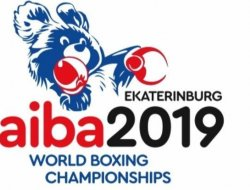 EKATERINBURG
aiba2019
WORLD BOXING
CHAMPIONSHIPS